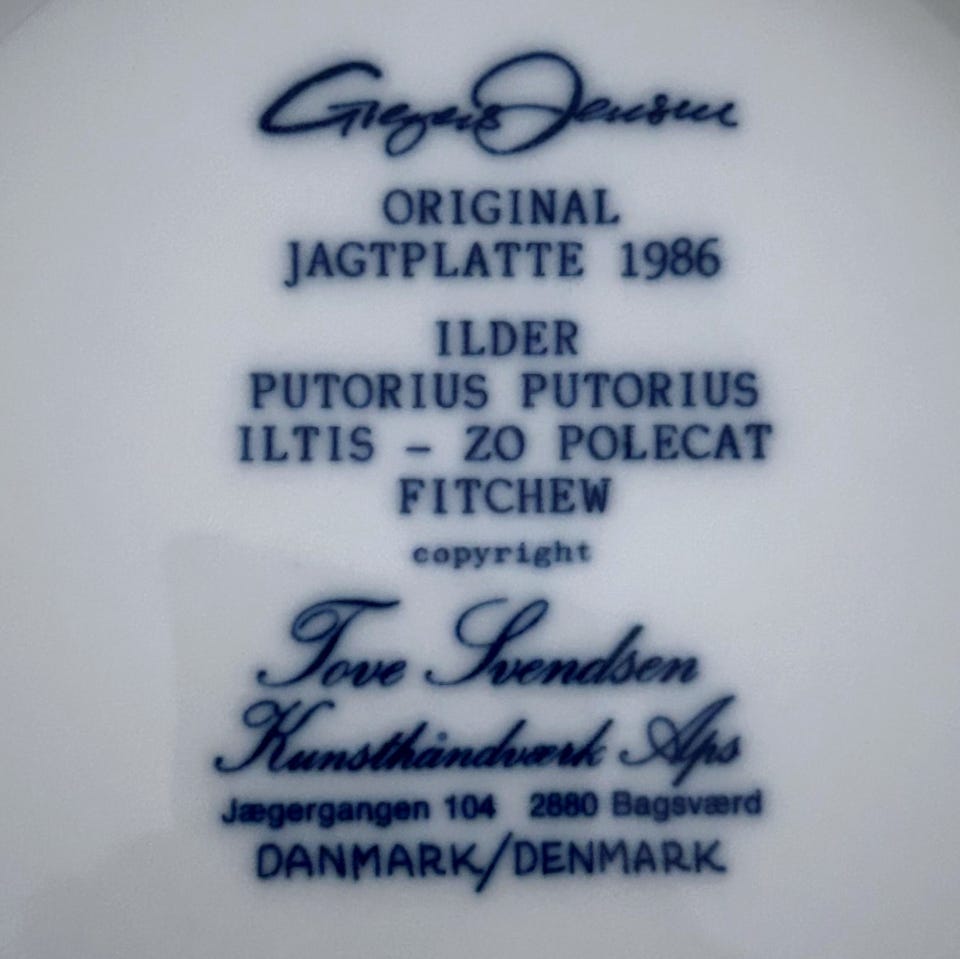 Gregers Jensen
ORIGINAL
JAGTPLATTE 1986
ILDER
PUTORIUS PUTORIUS
ILTIS – ZO POLECAT
FITCHEW
copyright
Tove Svendsen
Kunsthåndværk Aps
Jægergangen 104 2880 Bagsværd
DANMARK/DENMARK